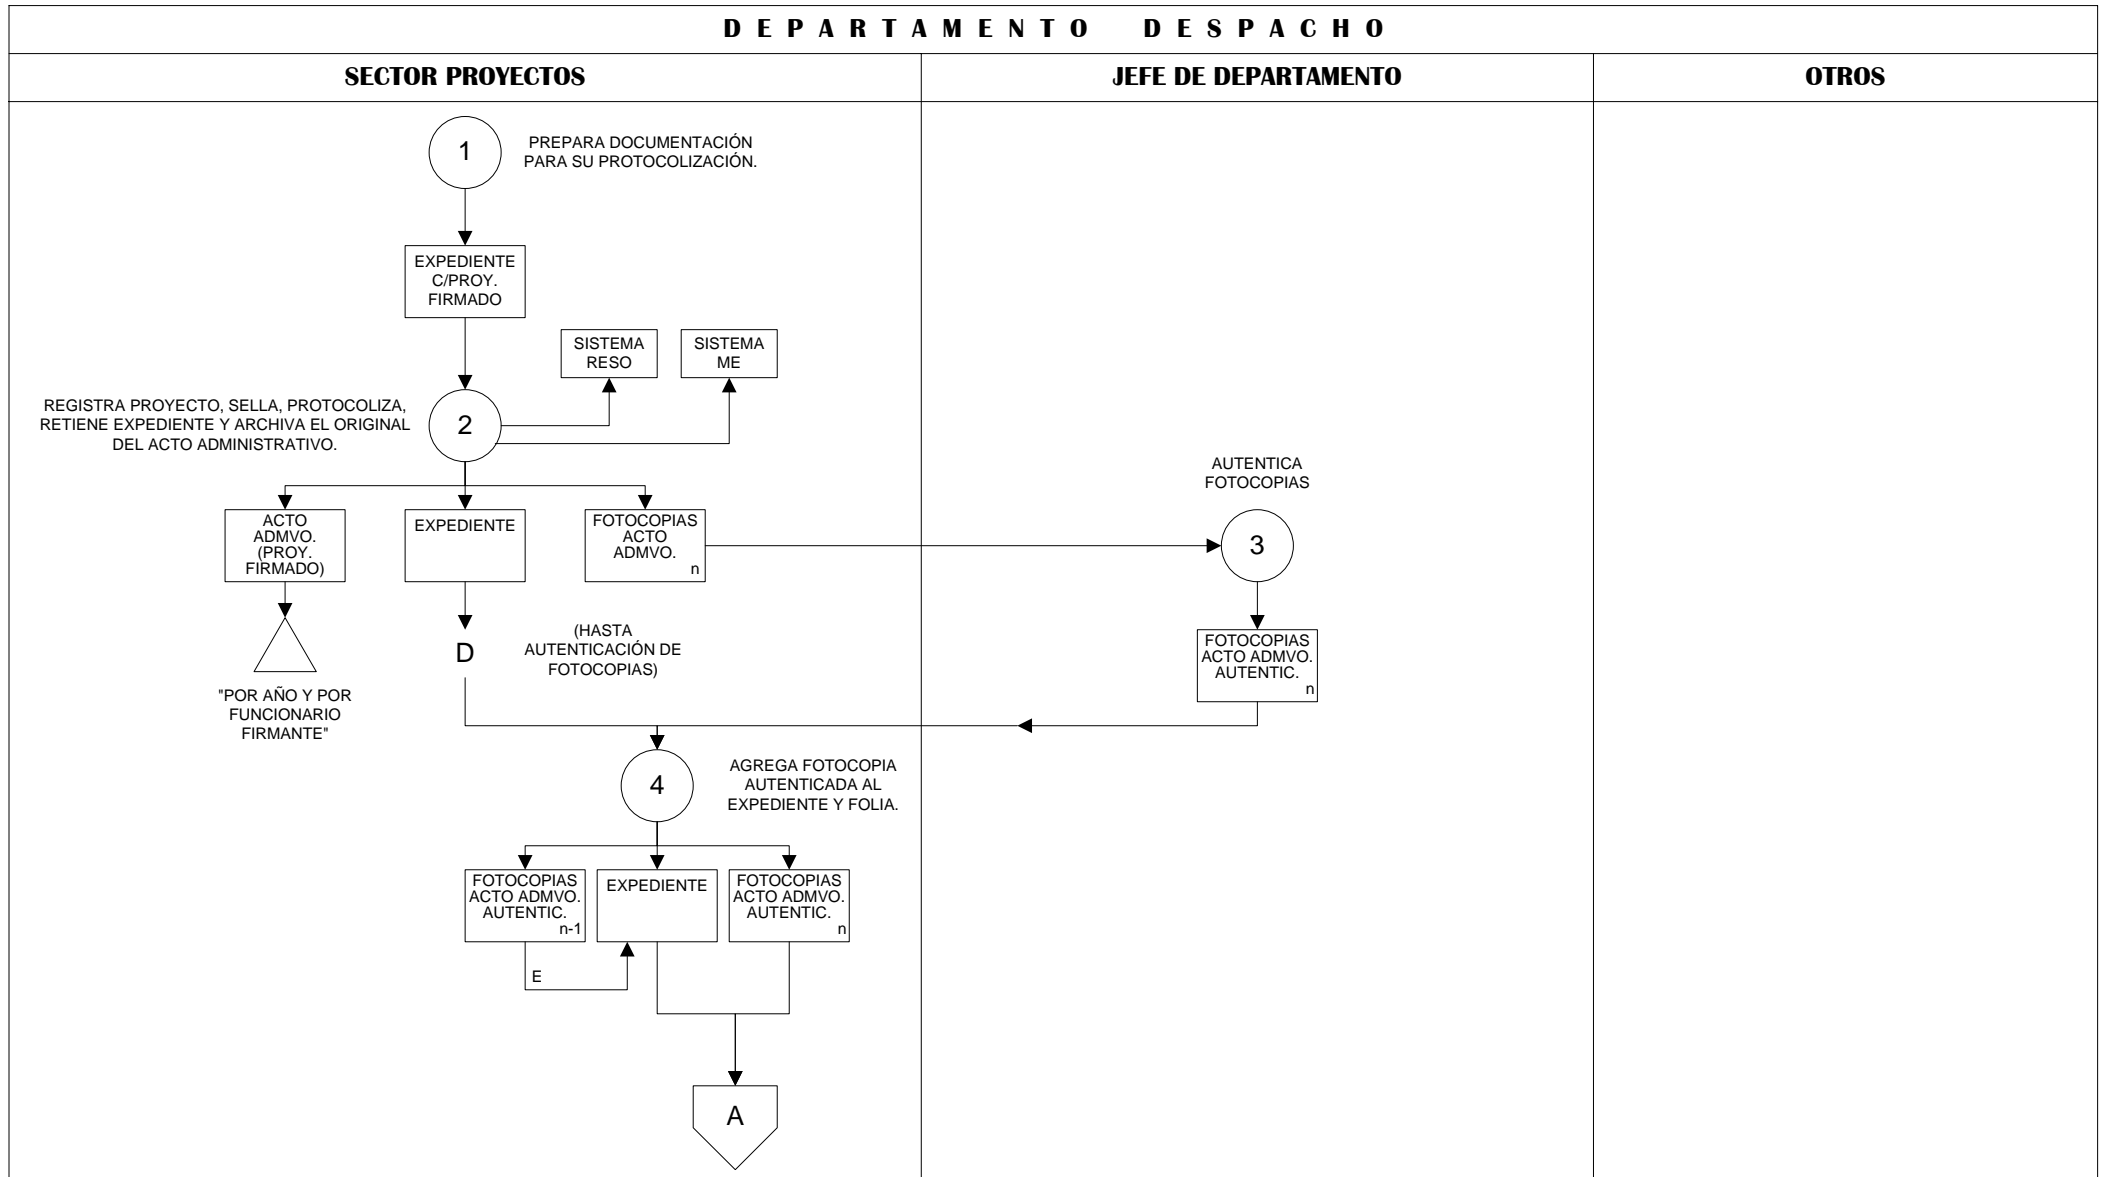 DEPARTAMENTO DESPACHO
SECTOR PROYECTOS
JEFE DE DEPARTAMENTO
OTROS
1
PREPARA DOCUMENTACIÓN
PARA SU PROTOCOLIZACIÓN.
EXPEDIENTE
C/PROY.
FIRMADO
SISTEMA
RESO
SISTEMA
ME
REGISTRA PROYECTO, SELLA, PROTOCOLIZA,
RETIENE EXPEDIENTE Y ARCHIVA EL ORIGINAL
DEL ACTO ADMINISTRATIVO.
2
AUTENTICA
FOTOCOPIAS
ACTO
ADMVO.
(PROY.
FIRMADO)
EXPEDIENTE
FOTOCOPIAS
ACTO
ADMVO.
n
3
"POR AÑO Y POR
FUNCIONARIO
FIRMANTE"
D
(HASTA
AUTENTICACIÓN DE
FOTOCOPIAS)
FOTOCOPIAS
ACTO ADMVO.
AUTENTIC.
n
4
AGREGA FOTOCOPIA
AUTENTICADA AL
EXPEDIENTE Y FOLIA.
FOTOCOPIAS
ACTO ADMVO.
AUTENTIC.
n-1
EXPEDIENTE
FOTOCOPIAS
ACTO ADMVO.
AUTENTIC.
n
E
A